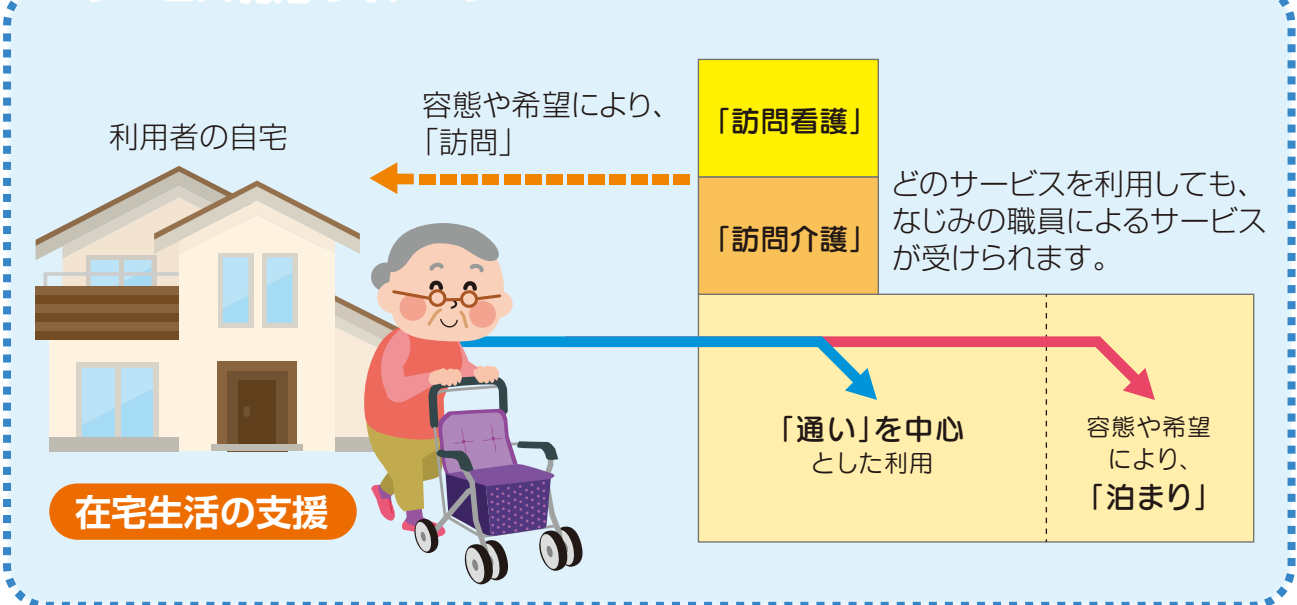 利用者の自宅
容態や希望により、
「訪問」
「訪問看護」
「訪問介護」
どのサービスを利用しても、
なじみの職員によるサービス
が受けられます。
「通い」を中心
とした利用
容態や希望
により、
「泊まり」
在宅生活の支援